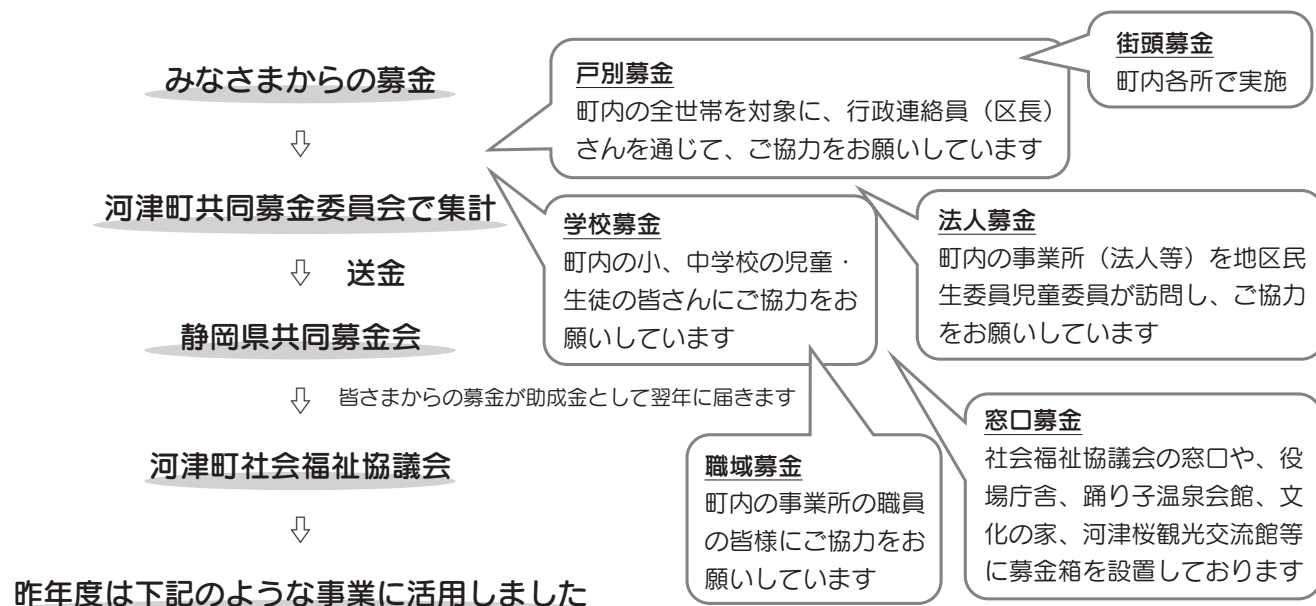 みなさまからの募金
⇩
河津町共同募金委員会で集計
⇩ 送金
静岡県共同募金会
⇩ 皆さまからの募金が助成金として翌年に届きます
河津町社会福祉協議会
⇩
昨年度は下記のような事業に活用しました
街頭募金
町内各所で実施
戸別募金
町内の全世帯を対象に、行政連絡員（区長）
さんを通じて、ご協力をお願いしています
学校募金
町内の小、中学校の児童・
生徒の皆さんにご協力をお
願いしています
法人募金
町内の事業所（法人等）を地区民
生委員児童委員が訪問し、ご協力
をお願いしています
職域募金
町内の事業所の職員
の皆様にご協力をお
願いしています
窓口募金
社会福祉協議会の窓口や、役
場庁舎、踊り子温泉会館、文
化の家、河津桜観光交流館等
に募金箱を設置しております